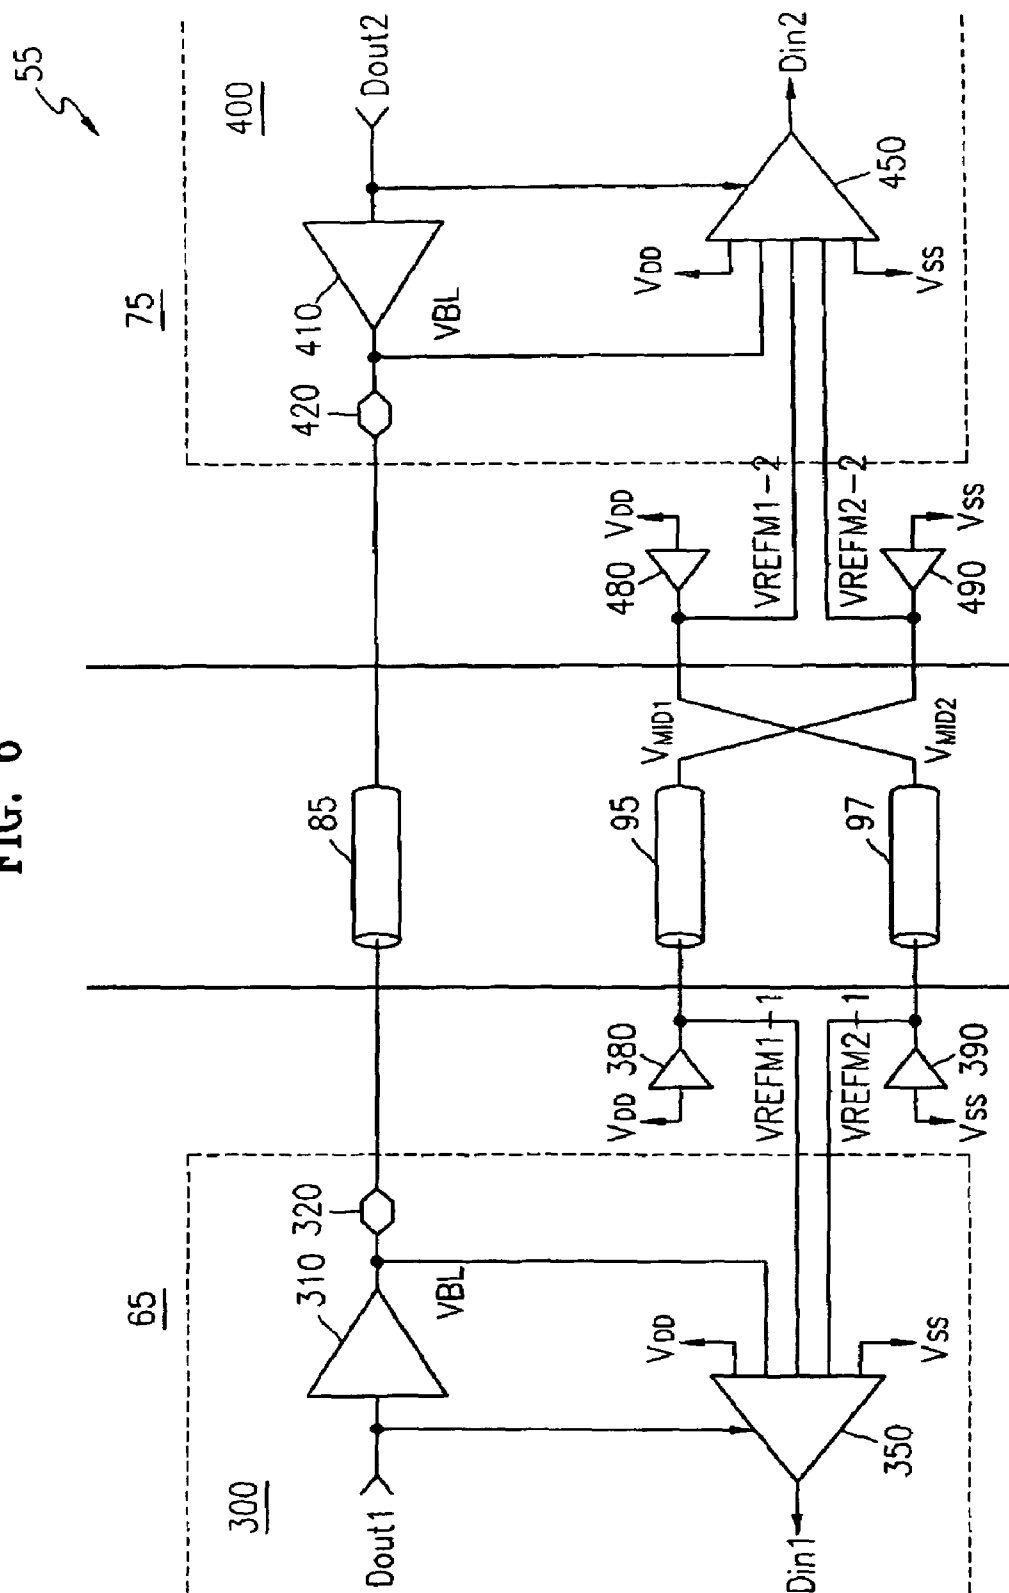 FIG. 6
55
65
75
300
400
Dout1
310
320
VBL
85
VBL
410
420
Dout2
VDD
380
VREFM1-1
95
VMID1
480
VDD
VREFM1-2
VDD
VDD
Din1
350
VSS
VREFM2-1
VSS
390
97
VMID2
VREFM2-2
490
VSS
VSS
450
Din2